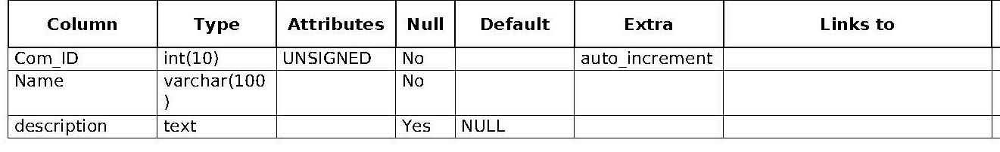 Column Type Attributes Null Default Extra Links to
Com_ID int(10) UNSIGNED No auto_increment
Name varchar(100 No
)
description text Yes NULL